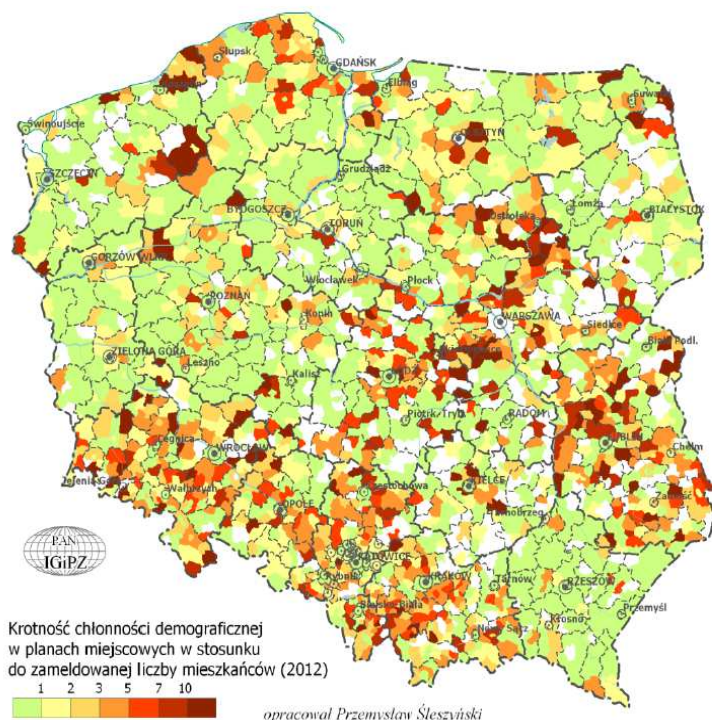 Słupsk
GDAŃSK
Elbląg
Suwałki
Świnoujście
OLSZTYN
SZCZECIN
Grudziądz
Łomża
Ostrołęka
BIAŁYSTOK
BYDGOSZCZ
TORUŃ
GORZÓW WLKP.
Włocławek
Płock
POZNAŃ
WARSZAWA
Konin
Siedlce
Biała Podl.
ZIELONA GÓRA
Leszno
Kalisz
ŁÓDŹ
Piotrk. Tryb.
RADOM
LUBLIN
Legnica
WROCŁAW
Chełm
Jelenia Góra
Wałbrzych
Częstochowa
KIELCE
Zamość
OPOLE
Tarnobrzeg
PAN
IGiPZ
KATOWICE
Rybnik
KRAKÓW
Tarnów
RZESZÓW
Bielsko-Biała
Przemyśl
Nowy Sącz
Krosno
Krotność chłonności demograficznej
w planach miejscowych w stosunku
do zameldowanej liczby mieszkańców (2012)
1 2 3 5 7 10
opracował Przemysław Śleszyński